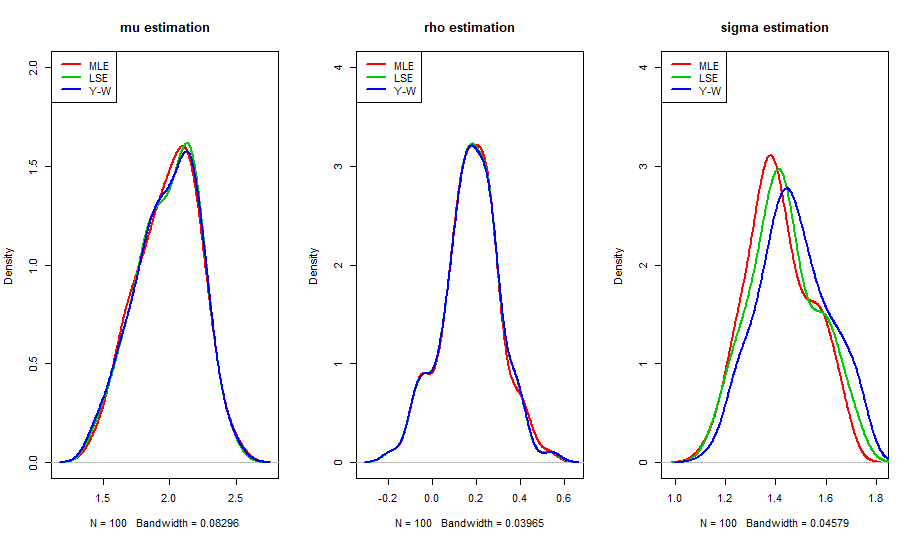 mu estimation
MLE
LSE
Y-W
Density
0.0
0.5
1.0
1.5
2.0
1.5
2.0
2.5
N = 100 Bandwidth = 0.08296
rho estimation
MLE
LSE
Y-W
Density
0
1
2
3
4
-0.2
0.0
0.2
0.4
0.6
N = 100 Bandwidth = 0.03965
sigma estimation
MLE
LSE
Y-W
Density
0
1
2
3
4
1.0
1.2
1.4
1.6
1.8
N = 100 Bandwidth = 0.04579